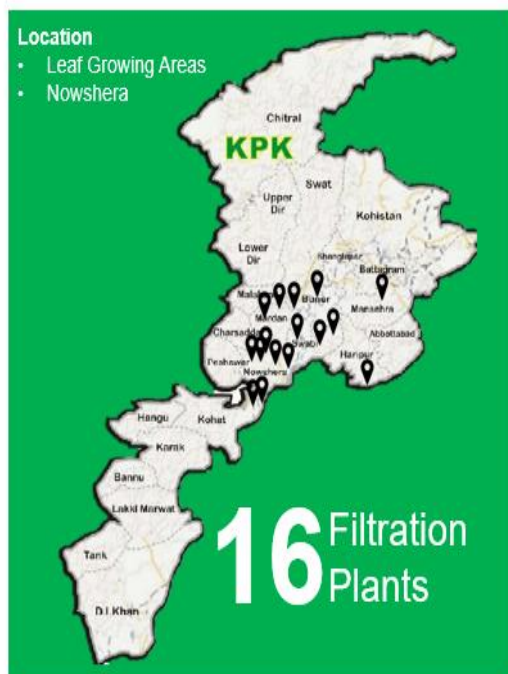 Location
• Leaf Growing Areas
• Nowshera
Chitral
KPK
Swat
Upper
Dir
Kohistan
Lower
Dir
Shangla
Battagram
Buner
Mansehra
Mardan
Charsadda
Abbottabad
Swabi
Peshawar
Haripur
Nowshera
Hangu
Kohat
Karak
Bannu
Lakki Marwat
16 Filtration
Plants
Tank
D.I.Khan